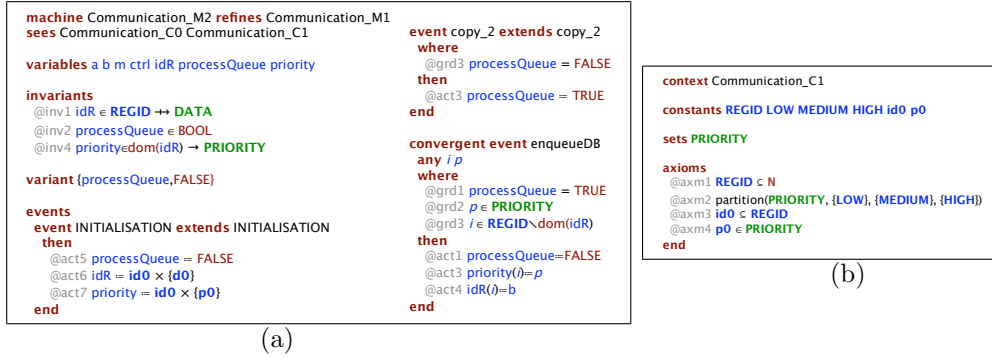 machine Communication_M2 refines Communication_M1
sees Communication_C0 Communication_C1
variables a b m ctrl idR processQueue priority
invariants
@inv1 idR ∈ REGID ⇸ DATA
@inv2 processQueue ∈ BOOL
@inv4 priority∈dom(idR) → PRIORITY
variant {processQueue,FALSE}
events
event INITIALISATION extends INITIALISATION
then
@act5 processQueue ≔ FALSE
@act6 idR ≔ id0 × {d0}
@act7 priority ≔ id0 × {p0}
end
event copy_2 extends copy_2
where
@grd3 processQueue = FALSE
then
@act3 processQueue ≔ TRUE
end
convergent event enqueueDB
any i p
where
@grd1 processQueue = TRUE
@grd2 p ∈ PRIORITY
@grd3 i ∈ REGID∖dom(idR)
then
@act1 processQueue≔FALSE
@act3 priority(i)≔p
@act4 idR(i)≔b
end
(a)
context Communication_C1
constants REGID LOW MEDIUM HIGH id0 p0
sets PRIORITY
axioms
@axm1 REGID ⊆ ℕ
@axm2 partition(PRIORITY, {LOW}, {MEDIUM}, {HIGH})
@axm3 id0 ⊆ REGID
@axm4 p0 ∈ PRIORITY
end
(b)